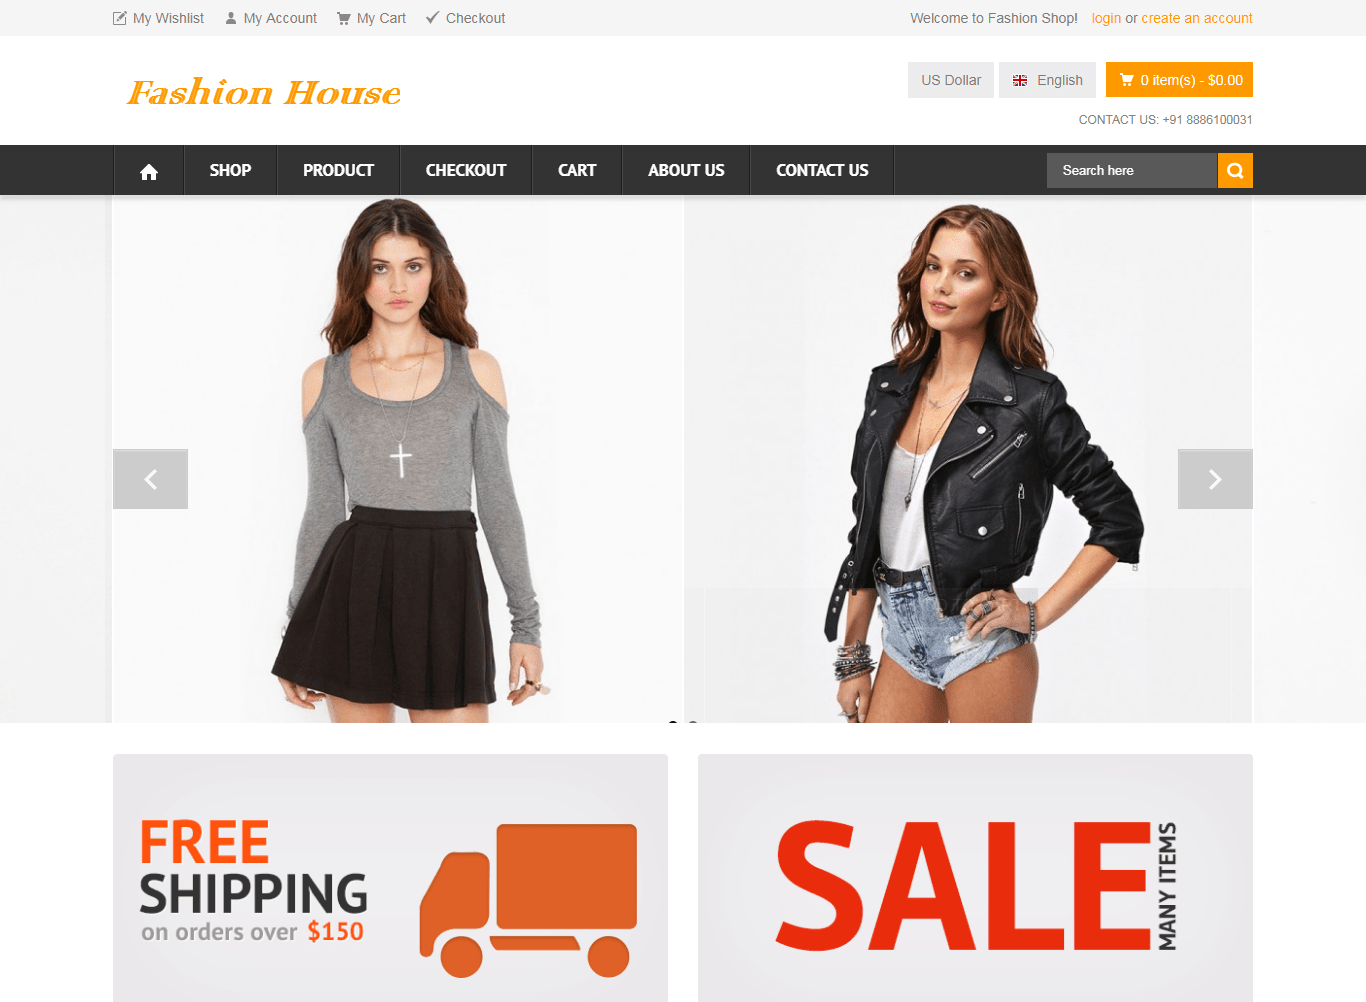 My Wishlist My Account My Cart Checkout Welcome to Fashion Shop! login or create an account
Fashion House
US Dollar English 0 item(s) - $0.00
CONTACT US: +91 8886100031
SHOP PRODUCT CHECKOUT CART ABOUT US CONTACT US Search here
FREE
SHIPPING
on orders over $150
SALE
MANY ITEMS